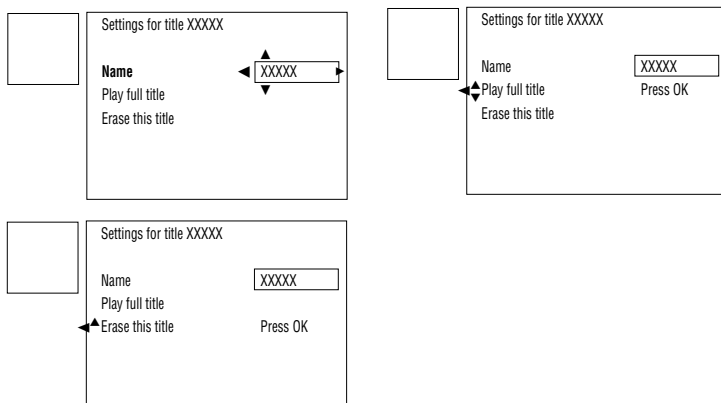 Settings for title XXXXX
Name XXXXX
Play full title
Erase this title
Settings for title XXXXX
Name XXXXX
Play full title Press OK
Erase this title
Settings for title XXXXX
Name XXXXX
Play full title
Erase this title Press OK